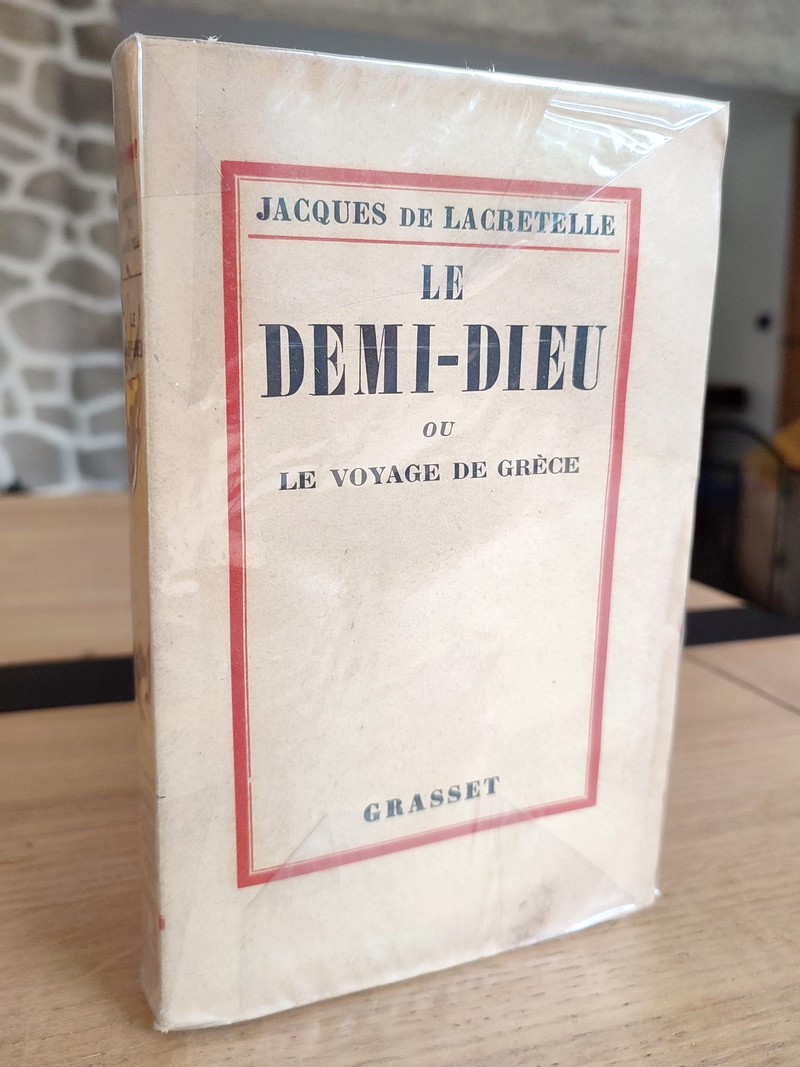 JACQUES DE LACRETELLE
LE
DEMI-DIEU
OU
LE VOYAGE DE GRÈCE
GRASSET